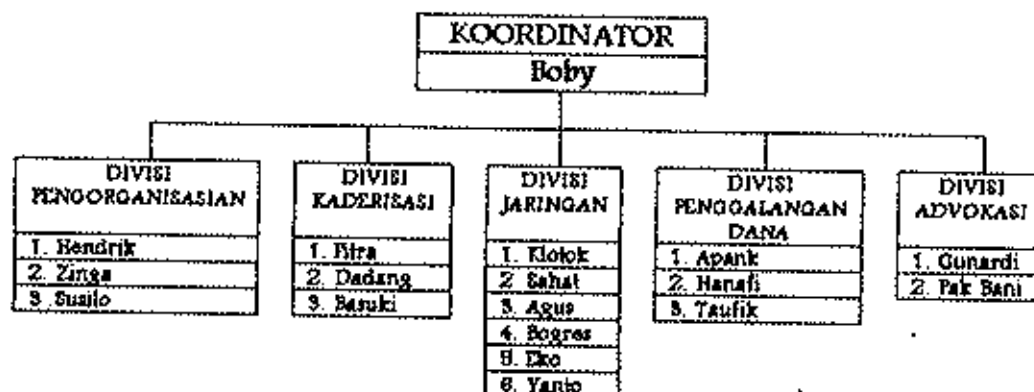 KOORDINATOR
Boby
DIVISI
PENGORGANISASIAN
1. Hendrik
2. Zinga
3. Susilo
DIVISI
KADERISASI
1. Fitra
2. Dadang
3. Basuki
DIVISI
JARINGAN
1. Klotok
2 Sahat
3. Agus
4. Bogres
5. Eko
6. Yanto
DIVISI
PENGGALANGAN
DANA
1. Apank
2. Hanafi
3. Taufik
DIVISI
ADVOKASI
1. Gunardi
2. Pak Bani